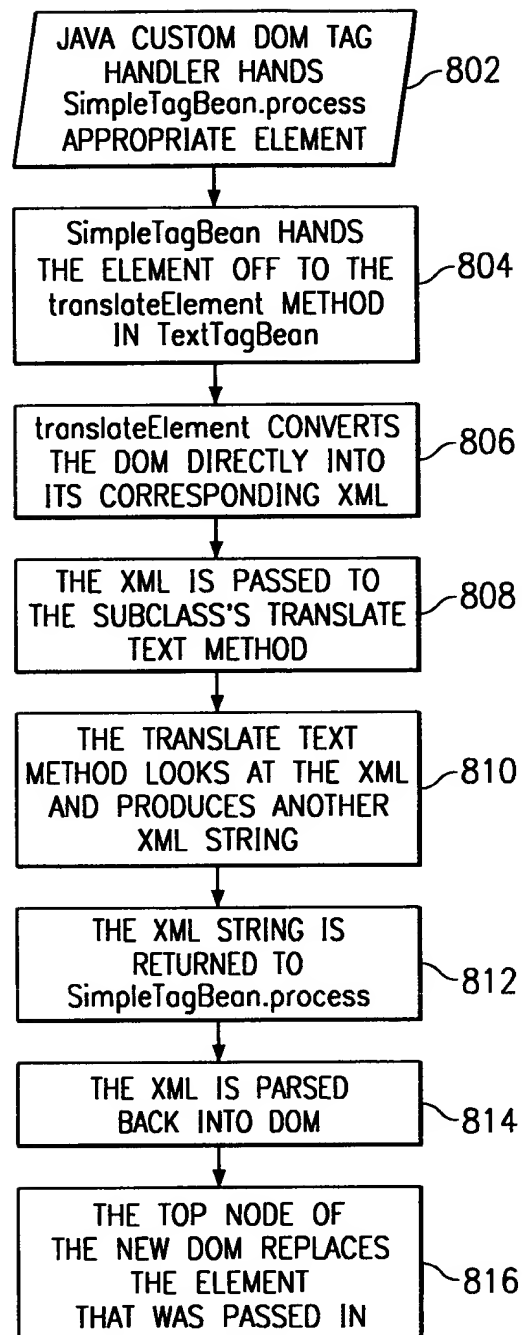 JAVA CUSTOM DOM TAG
HANDLER HANDS
SimpleTagBean.process
APPROPRIATE ELEMENT
802
SimpleTagBean HANDS
THE ELEMENT OFF TO THE
translateElement METHOD
IN TextTagBean
804
translateElement CONVERTS
THE DOM DIRECTLY INTO
ITS CORRESPONDING XML
806
THE XML IS PASSED TO
THE SUBCLASS'S TRANSLATE
TEXT METHOD
808
THE TRANSLATE TEXT
METHOD LOOKS AT THE XML
AND PRODUCES ANOTHER
XML STRING
810
THE XML STRING IS
RETURNED TO
SimpleTagBean.process
812
THE XML IS PARSED
BACK INTO DOM
814
THE TOP NODE OF
THE NEW DOM REPLACES
THE ELEMENT
THAT WAS PASSED IN
816